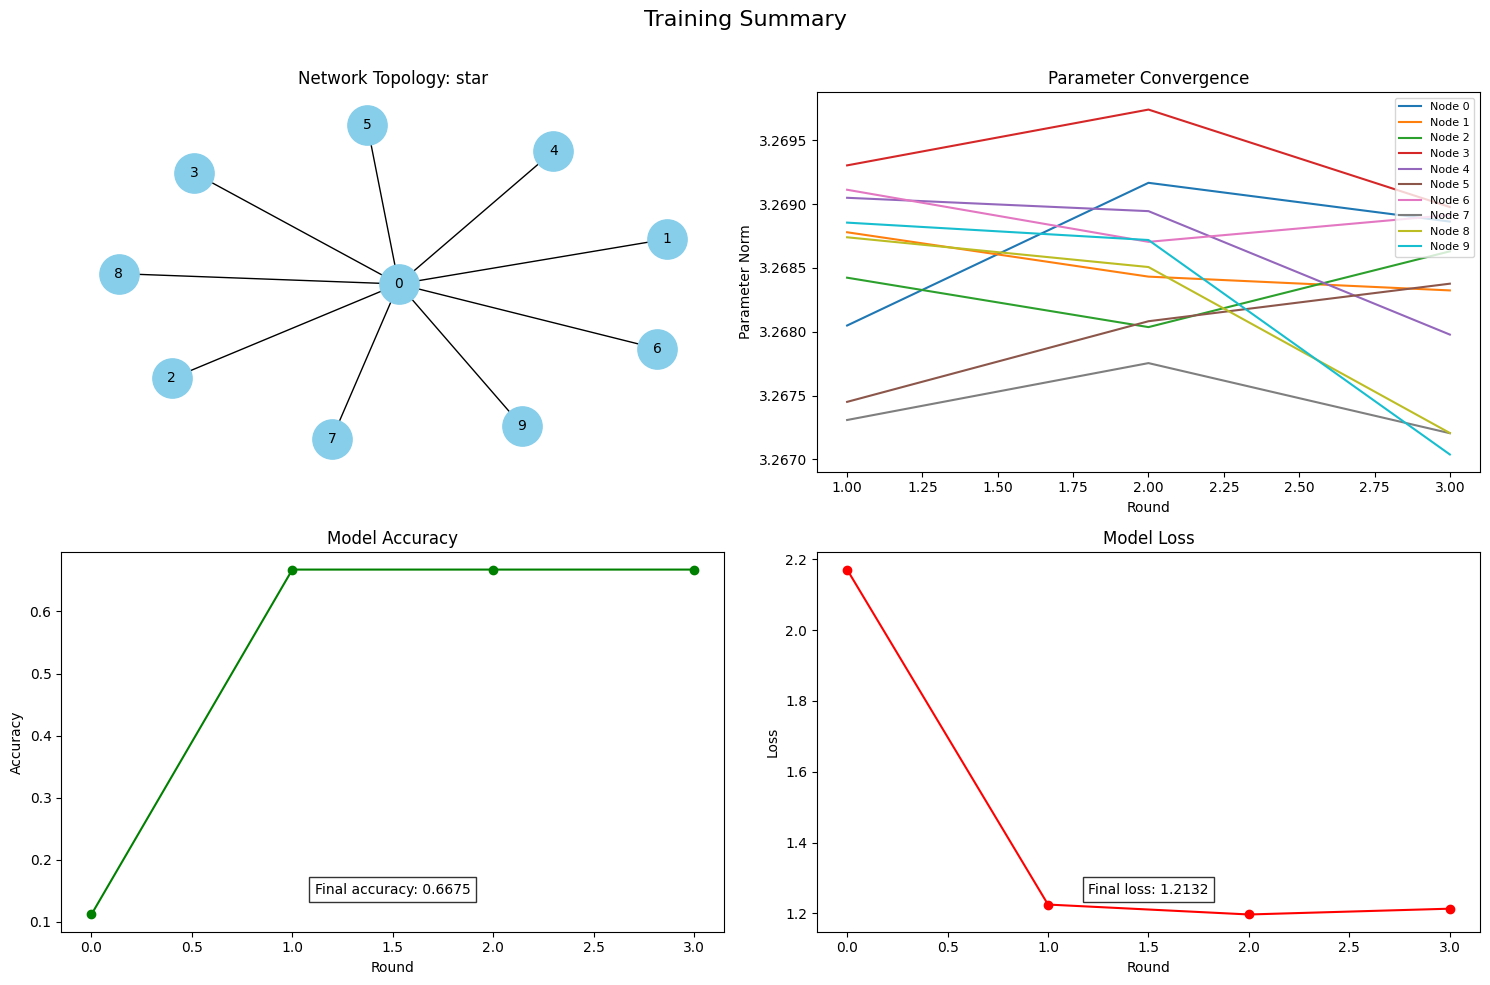 Training Summary
Network Topology: star
5
4
3
1
8
0
6
2
9
7
Parameter Convergence
Parameter Norm
3.2695
3.2690
3.2685
3.2680
3.2675
3.2670
Node 0
Node 1
Node 2
Node 3
Node 4
Node 5
Node 6
Node 7
Node 8
Node 9
1.00 1.25 1.50 1.75 2.00 2.25 2.50 2.75 3.00
Round
Model Accuracy
Accuracy
0.6
0.5
0.4
0.3
0.2
0.1
Final accuracy: 0.6675
0.0 0.5 1.0 1.5 2.0 2.5 3.0
Round
Model Loss
Loss
2.2
2.0
1.8
1.6
1.4
1.2
Final loss: 1.2132
0.0 0.5 1.0 1.5 2.0 2.5 3.0
Round